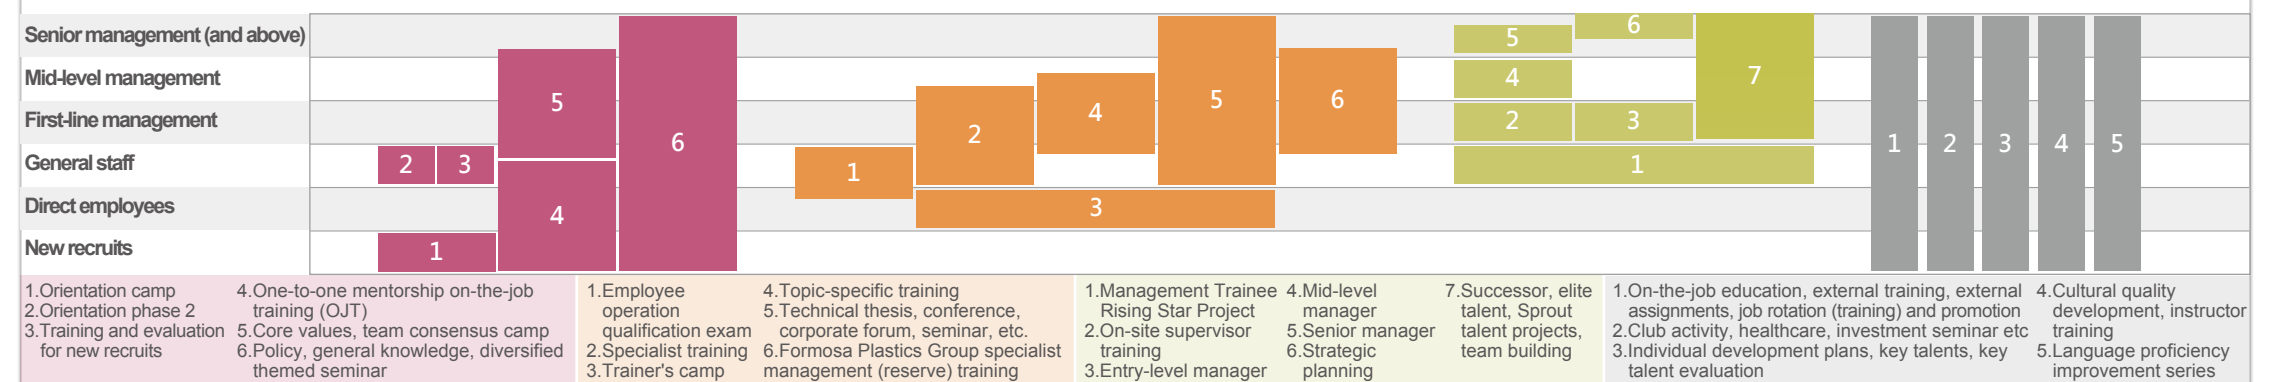 Senior management (and above)
Mid-level management
First-line management
General staff
Direct employees
New recruits
1
2
3
4
5
6
1
2
3
4
5
6
1
2
3
4
5
6
7
1
2
3
4
5
1.Orientation camp
2.Orientation phase 2
3.Training and evaluation
for new recruits
4.One-to-one mentorship on-the-job
training (OJT)
5.Core values, team consensus camp
6.Policy, general knowledge, diversified
themed seminar
1.Employee
operation
qualification exam
2.Specialist training
3.Trainer's camp
4.Topic-specific training
5.Technical thesis, conference,
corporate forum, seminar, etc.
6.Formosa Plastics Group specialist
management (reserve) training
1.Management Trainee
Rising Star Project
2.On-site supervisor
training
3.Entry-level manager
4.Mid-level
manager
5.Senior manager
6.Strategic
planning
7.Successor, elite
talent, Sprout
talent projects,
team building
1.On-the-job education, external training, external
assignments, job rotation (training) and promotion
2.Club activity, healthcare, investment seminar etc
3.Individual development plans, key talents, key
talent evaluation
4.Cultural quality
development, instructor
training
5.Language proficiency
improvement series